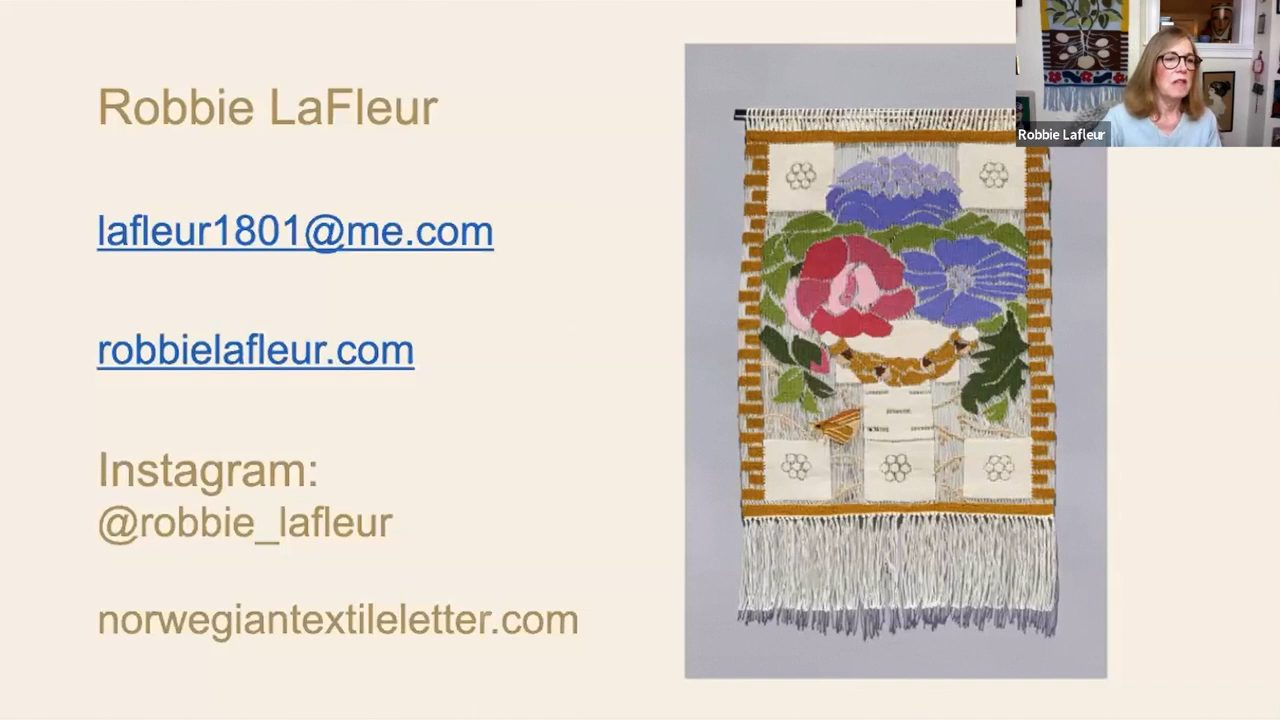 Robbie LaFleur
lafleur1801@me.com
robbielafleur.com
Instagram:
@robbie_lafleur
norwegiantextileletter.com
Robbie Lafleur